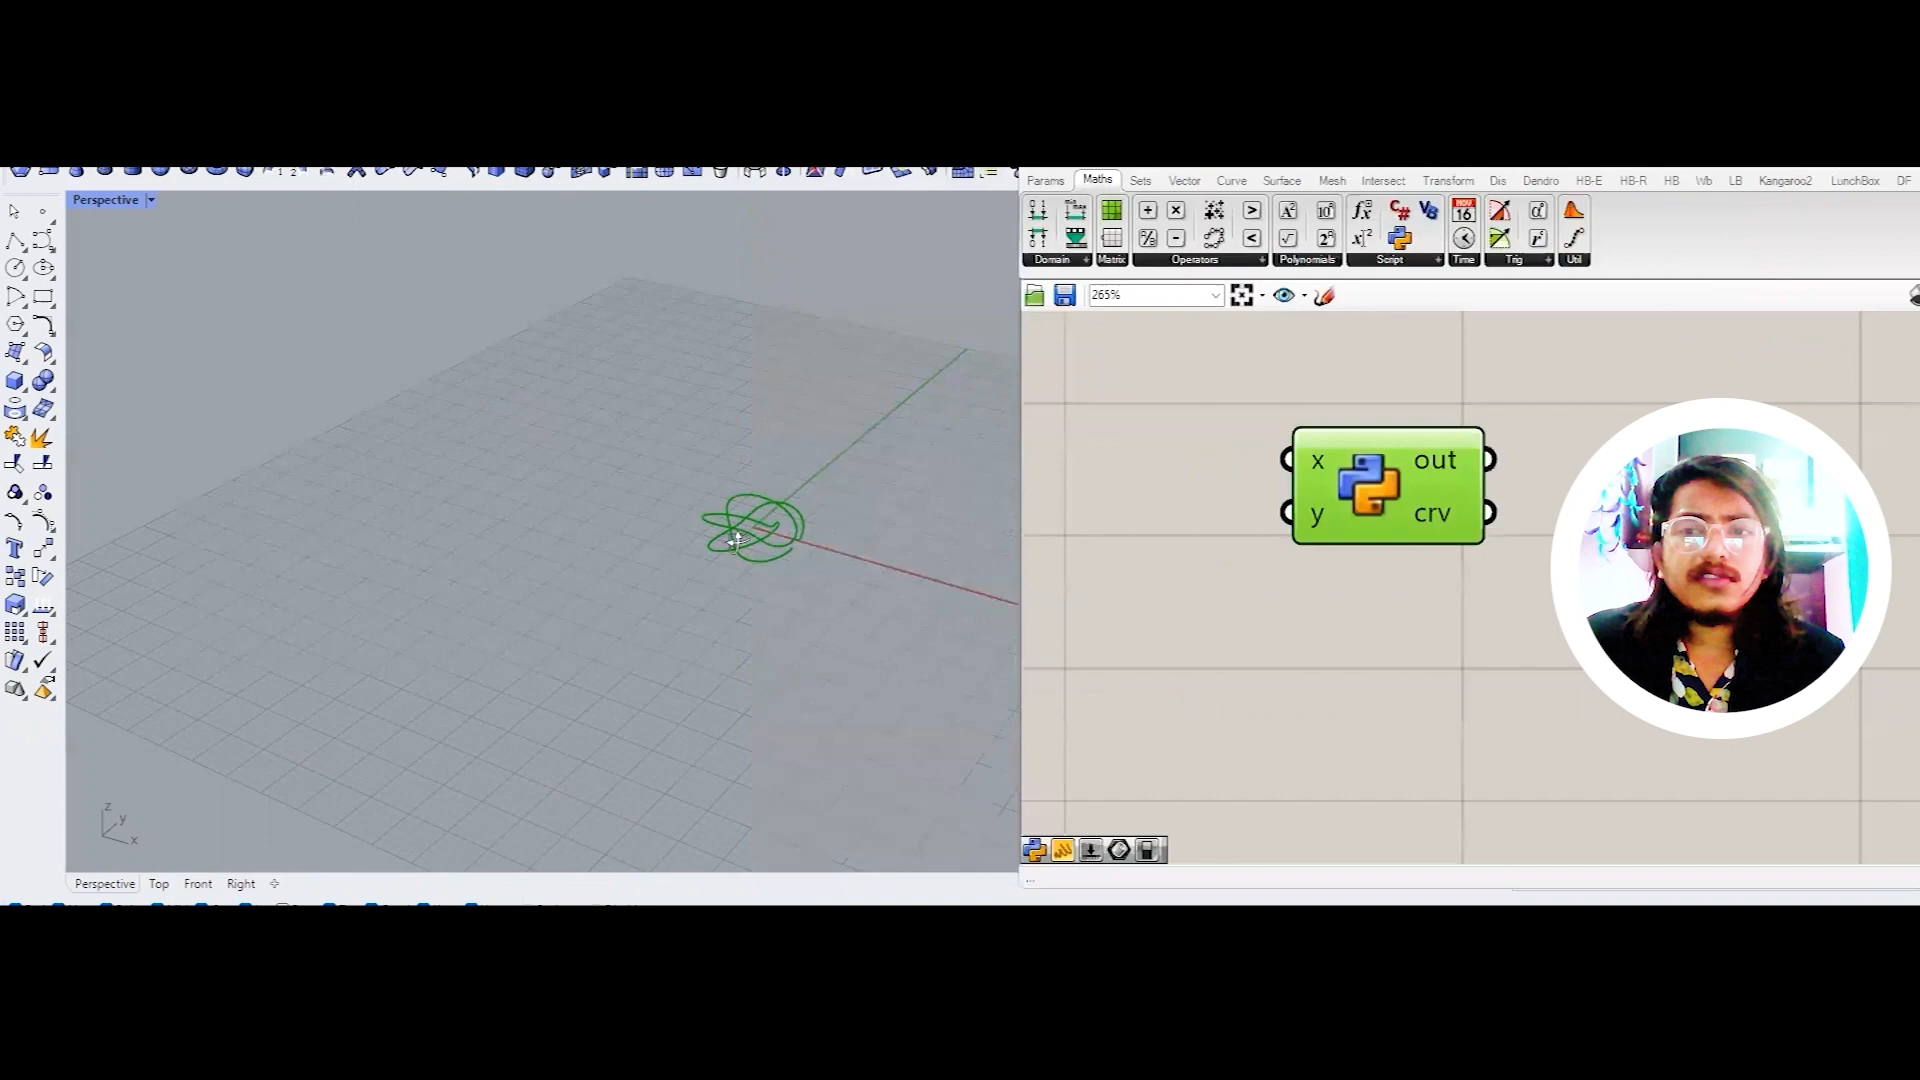 Perspective
Params Maths Sets Vector Curve Surface Mesh Intersect Transform Dis Dendro HB-E HB-R HB Wb LB Kangaroo2 LunchBox DF
Domain Matrix Operators Polynomials Script Time Trig Util
265%
x out
y crv
z
y
x
Perspective Top Front Right
...